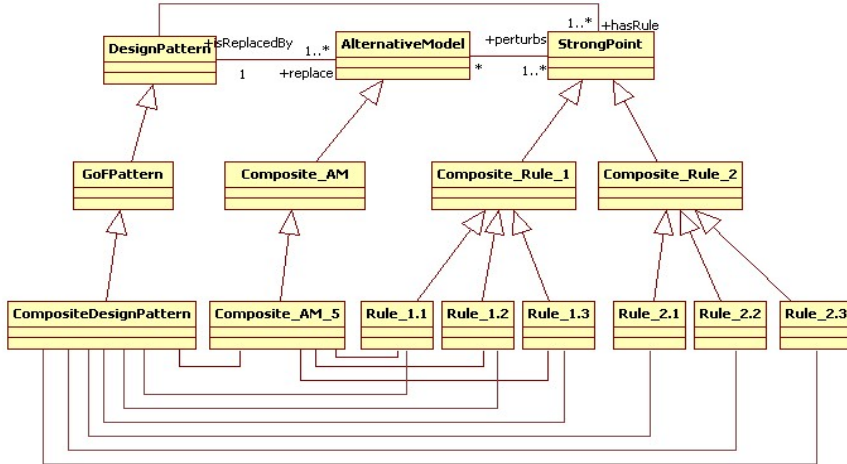 1..* +hasRule
DesignPattern
+isReplacedBy
1..*
AlternativeModel
+perturbs
StrongPoint
1
+replace
*
1..*
GoFPattern
Composite_AM
Composite_Rule_1
Composite_Rule_2
CompositeDesignPattern
Composite_AM_5
Rule_1.1
Rule_1.2
Rule_1.3
Rule_2.1
Rule_2.2
Rule_2.3